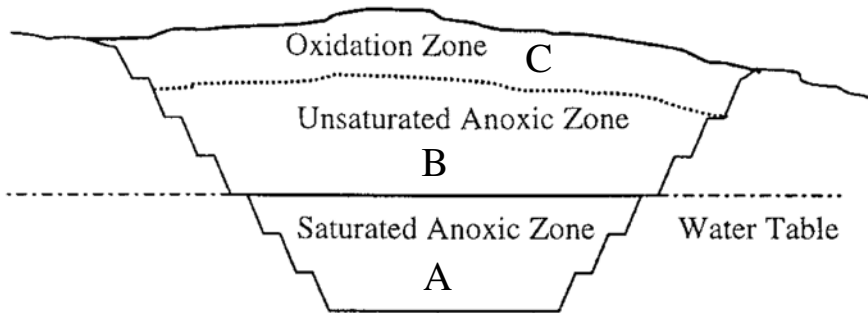 Oxidation Zone
C
Unsaturated Anoxic Zone
B
Saturated Anoxic Zone
Water Table
A